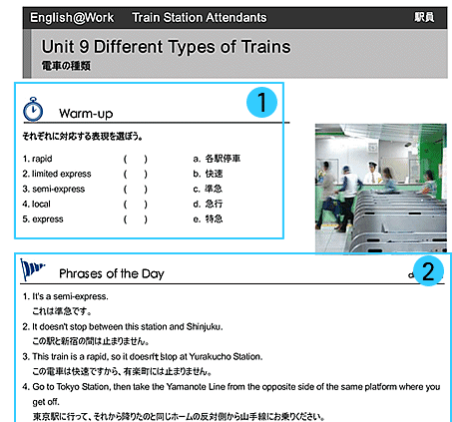 English@Work Train Station Attendants 駅員
Unit 9 Different Types of Trains
電車の種類
1
Warm-up
それぞれに対応する表現を選ぼう。
1. rapid ( ) a. 各駅停車
2. limited express ( ) b. 快速
3. semi-express ( ) c. 準急
4. local ( ) d. 急行
5. express ( ) e. 特急
2
Phrases of the Day
1. It's a semi-express.
これは準急です。
2. It doesn't stop between this station and Shinjuku.
この駅と新宿の間は止まりません。
3. This train is a rapid, so it doesn't stop at Yurakucho Station.
この電車は快速ですから、有楽町には止まりません。
4. Go to Tokyo Station, then take the Yamanote Line from the opposite side of the same platform where you
get off.
東京駅に行って、それから降りたのと同じホームの反対側から山手線にお乗りください。